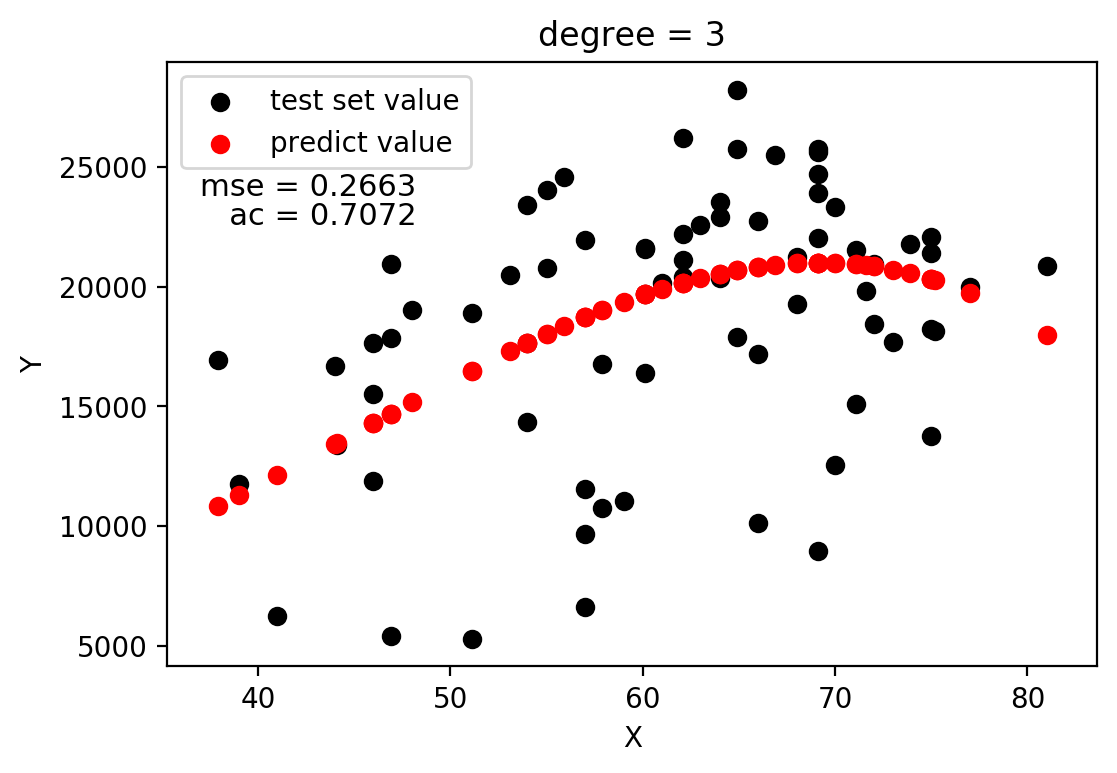 degree = 3
test set value
predict value
mse = 0.2663
ac = 0.7072
25000
20000
15000
10000
5000
Y
40 50 60 70 80
X